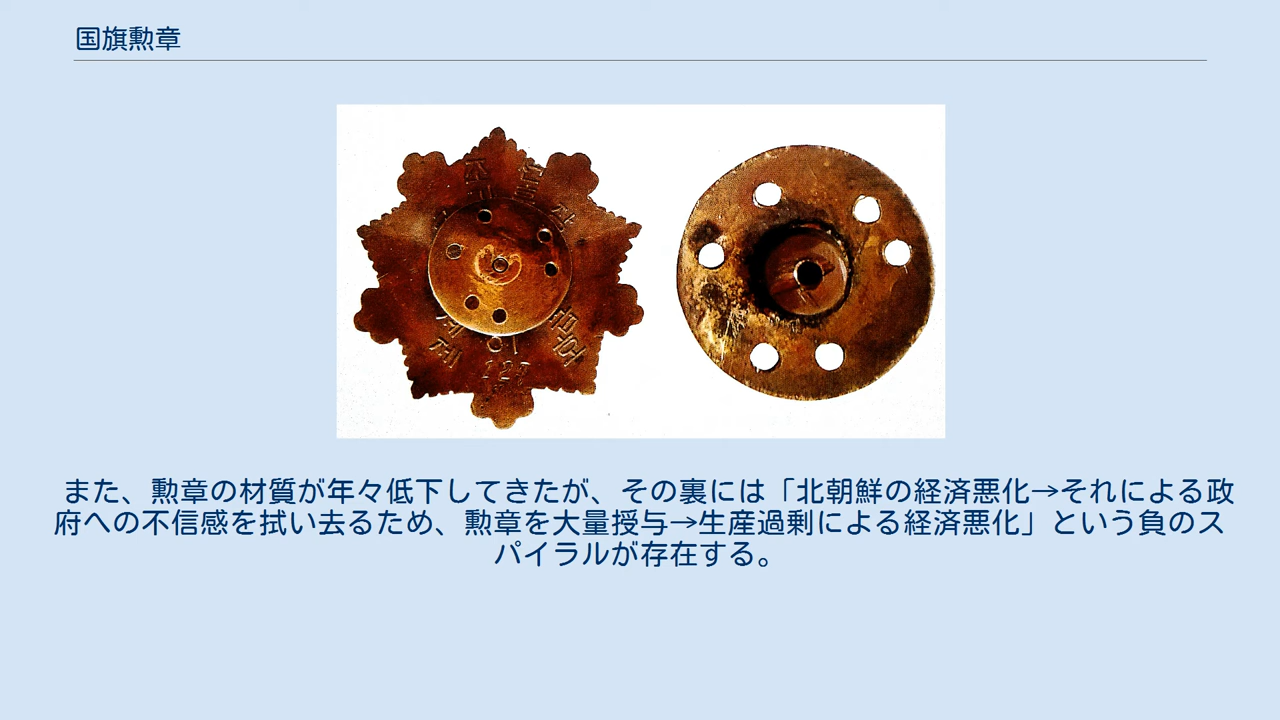 国旗勲章
また、勲章の材質が年々低下してきたが、その裏には「北朝鮮の経済悪化→それによる政
府への不信感を拭い去るため、勲章を大量授与→生産過剰による経済悪化」という負のス
パイラルが存在する。